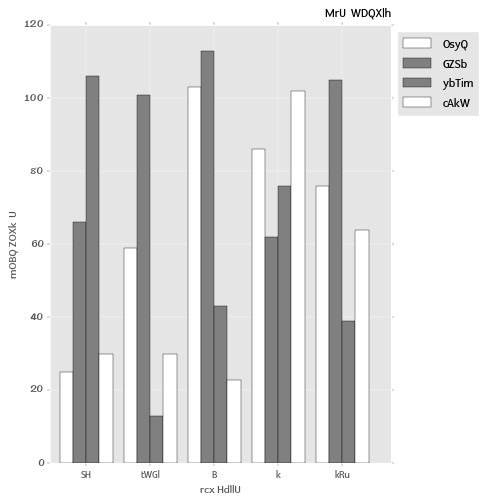 MrU WDQXlh
OsyQ
GZSb
ybTim
cAkW
120
100
80
60
40
20
0
mOBQ ZOXk U
SH
tWGl
B
k
kRu
rcx HdllU